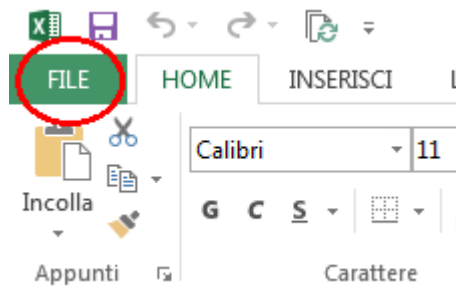 FILE HOME INSERISCI L
Calibri 11
Incolla G C S
Appunti Carattere